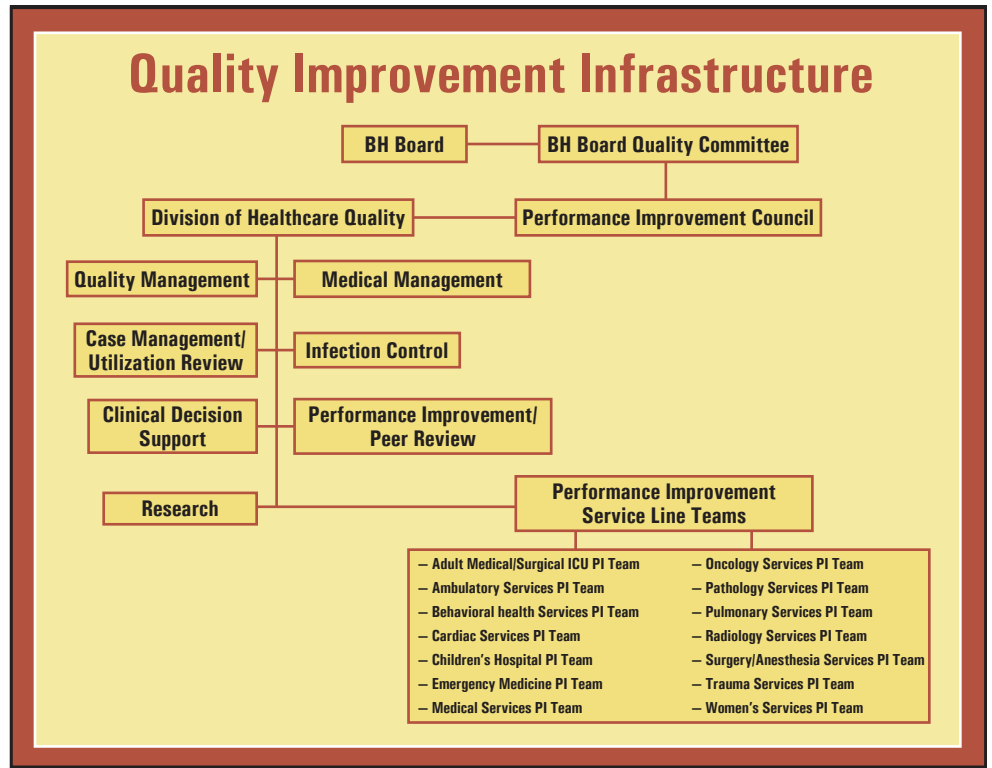 Quality Improvement Infrastructure
BH Board
BH Board Quality Committee
Division of Healthcare Quality
Performance Improvement Council
Quality Management
Medical Management
Case Management/
Utilization Review
Infection Control
Clinical Decision
Support
Performance Improvement/
Peer Review
Research
Performance Improvement
Service Line Teams
– Adult Medical/Surgical ICU PI Team
– Ambulatory Services PI Team
– Behavioral health Services PI Team
– Cardiac Services PI Team
– Children's Hospital PI Team
– Emergency Medicine PI Team
– Medical Services PI Team
– Oncology Services PI Team
– Pathology Services PI Team
– Pulmonary Services PI Team
– Radiology Services PI Team
– Surgery/Anesthesia Services PI Team
– Trauma Services PI Team
– Women's Services PI Team